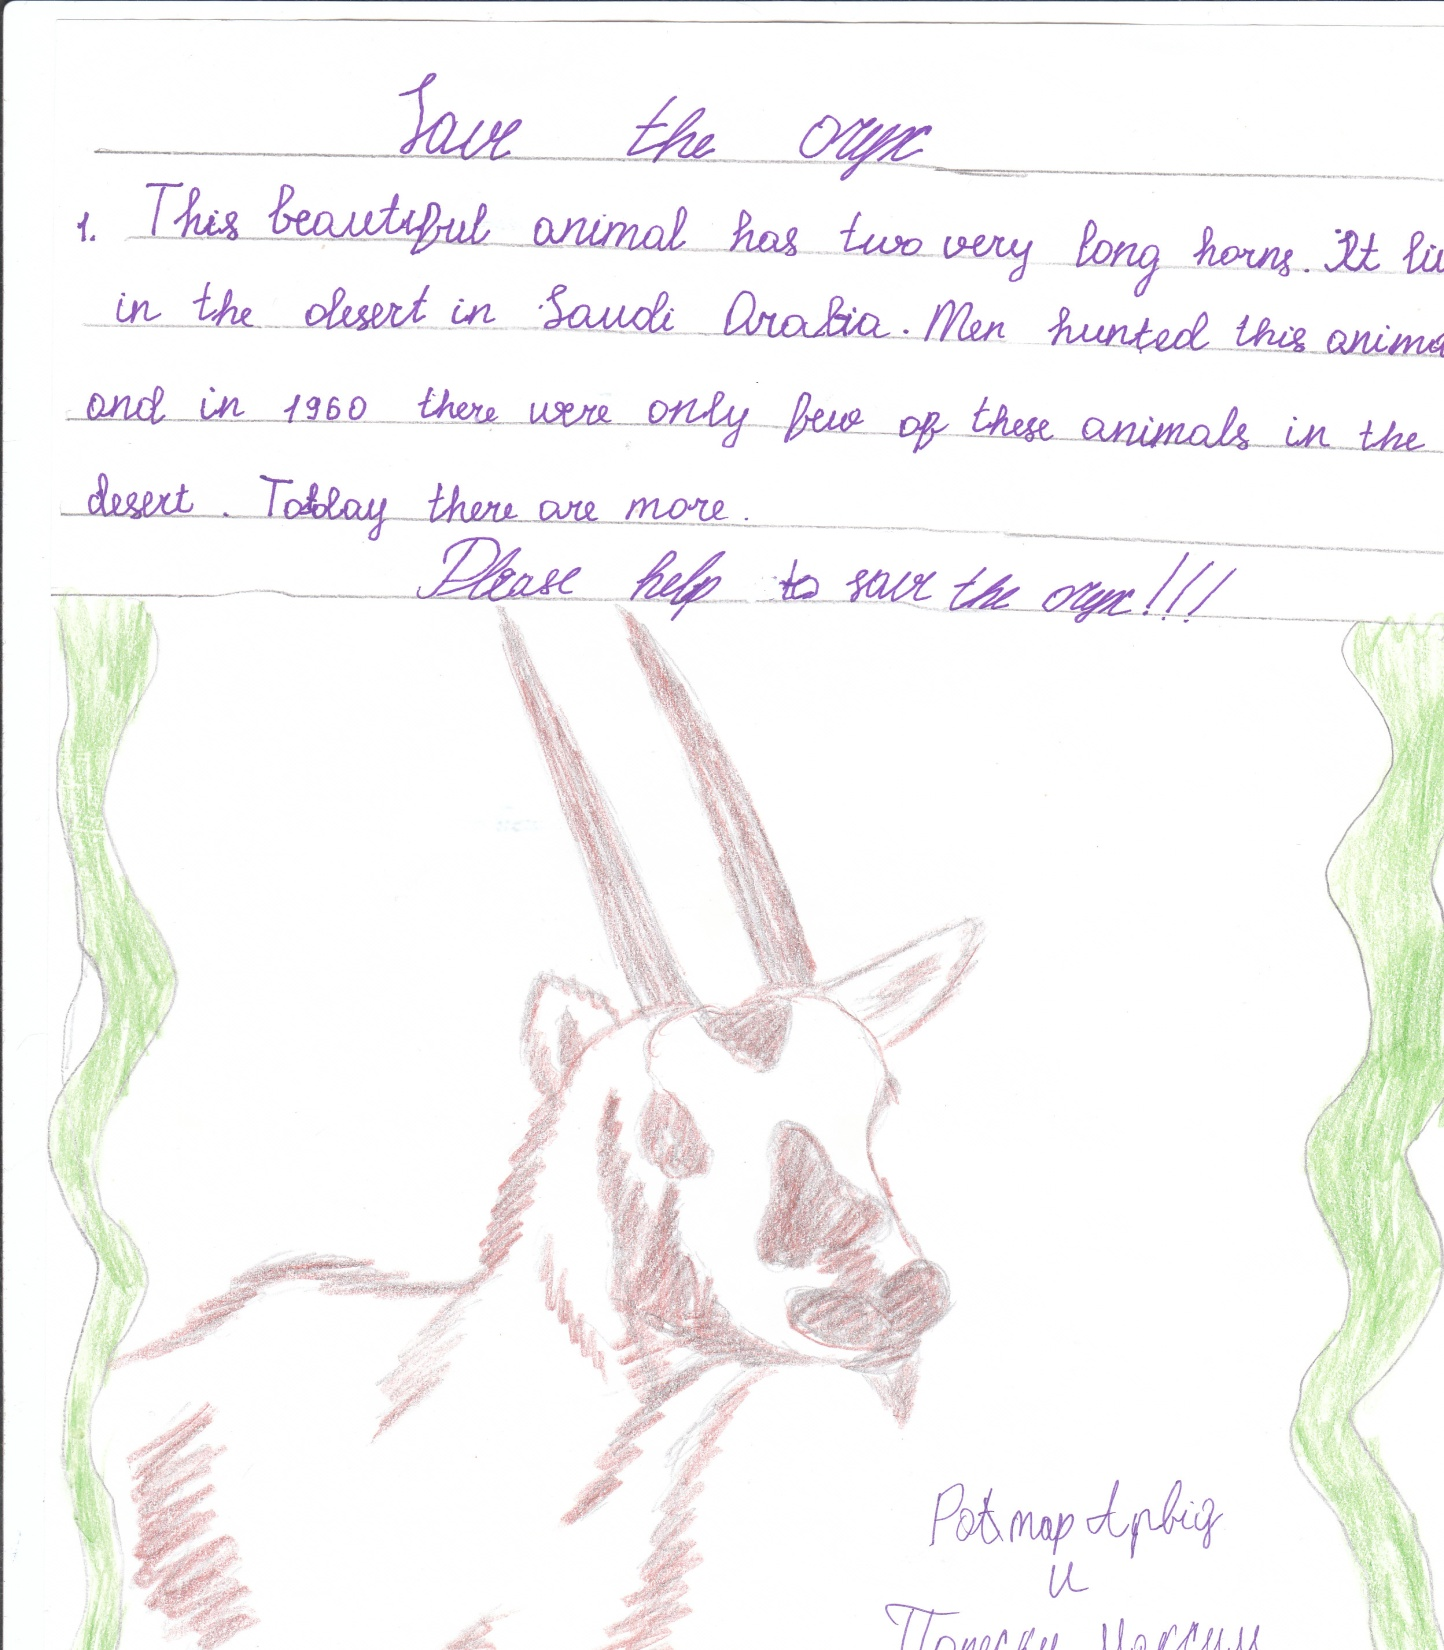 Save the oryx
1. This beautiful animal has two very long horns. It li
in the desert in Saudi Arabia. Men hunted this anima
and in 1960 there were only few of these animals in the
desert. Today there are more.
Please help to save the oryx!!!
Ротмар Арвід
и